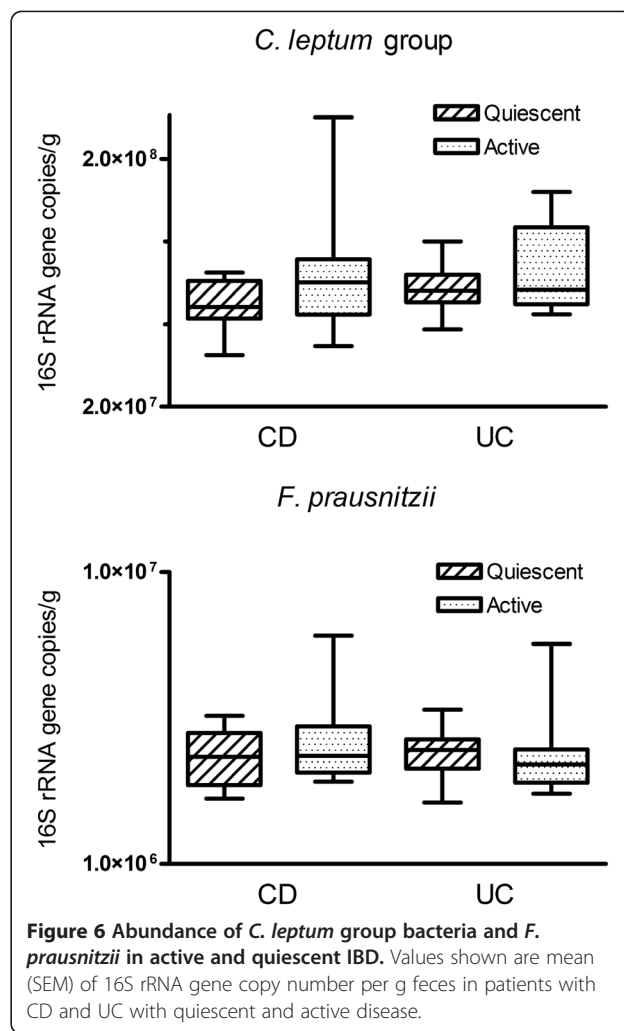 C. leptum group
Quiescent
Active
2.0×10⁸
16S rRNA gene copies/g
2.0×10⁷
CD UC
F. prausnitzii
1.0×10⁷
Quiescent
Active
16S rRNA gene copies/g
1.0×10⁶
CD UC
Figure 6 Abundance of C. leptum group bacteria and F.
prausnitzii in active and quiescent IBD. Values shown are mean
(SEM) of 16S rRNA gene copy number per g feces in patients with
CD and UC with quiescent and active disease.